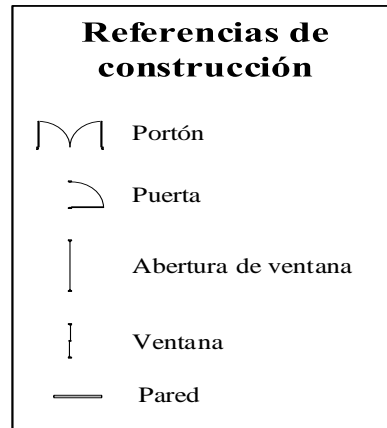 Referencias de
construcción
Portón
Puerta
Abertura de ventana
Ventana
Pared